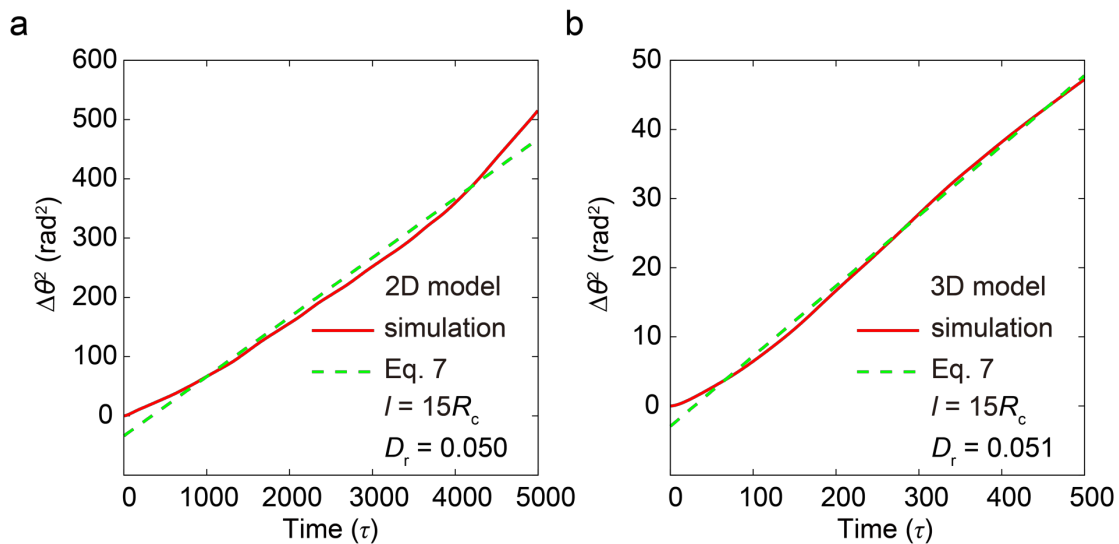 a
600
500
400
300
200
100
0
Δθ² (rad²)
2D model
simulation
Eq. 7
l = 15Rc
Dr = 0.050
0 1000 2000 3000 4000 5000
Time (τ)
b
50
40
30
20
10
0
Δθ² (rad²)
3D model
simulation
Eq. 7
l = 15Rc
Dr = 0.051
0 100 200 300 400 500
Time (τ)